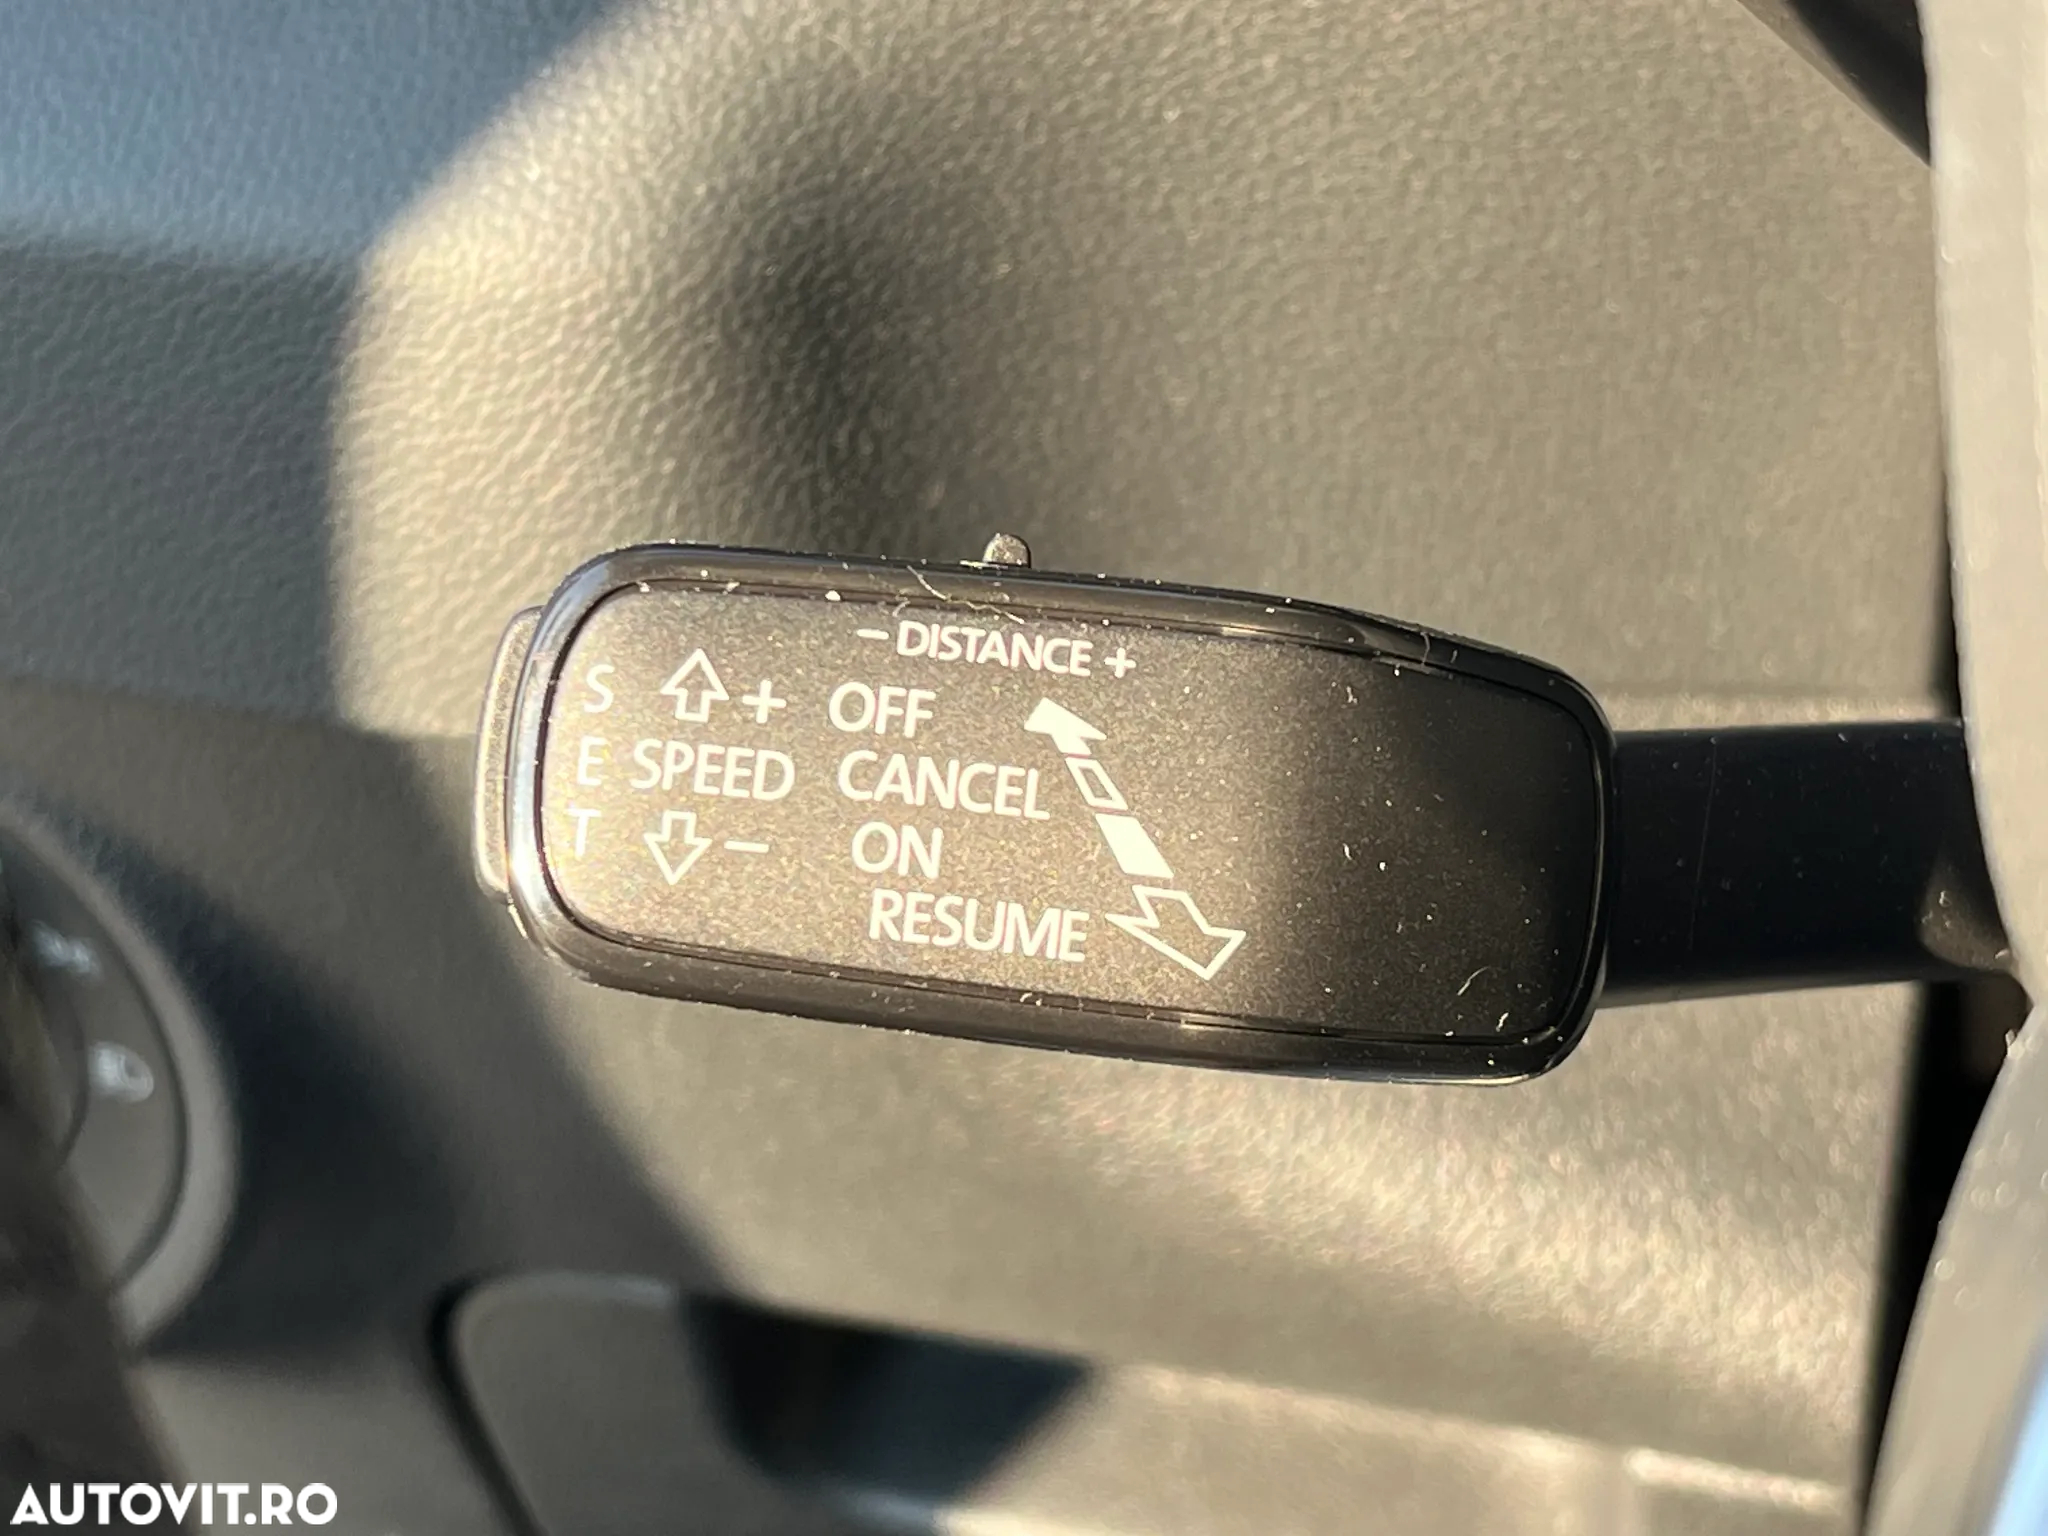 – DISTANCE +
S + OFF
E SPEED CANCEL
T – ON
RESUME
AUTOVIT.RO